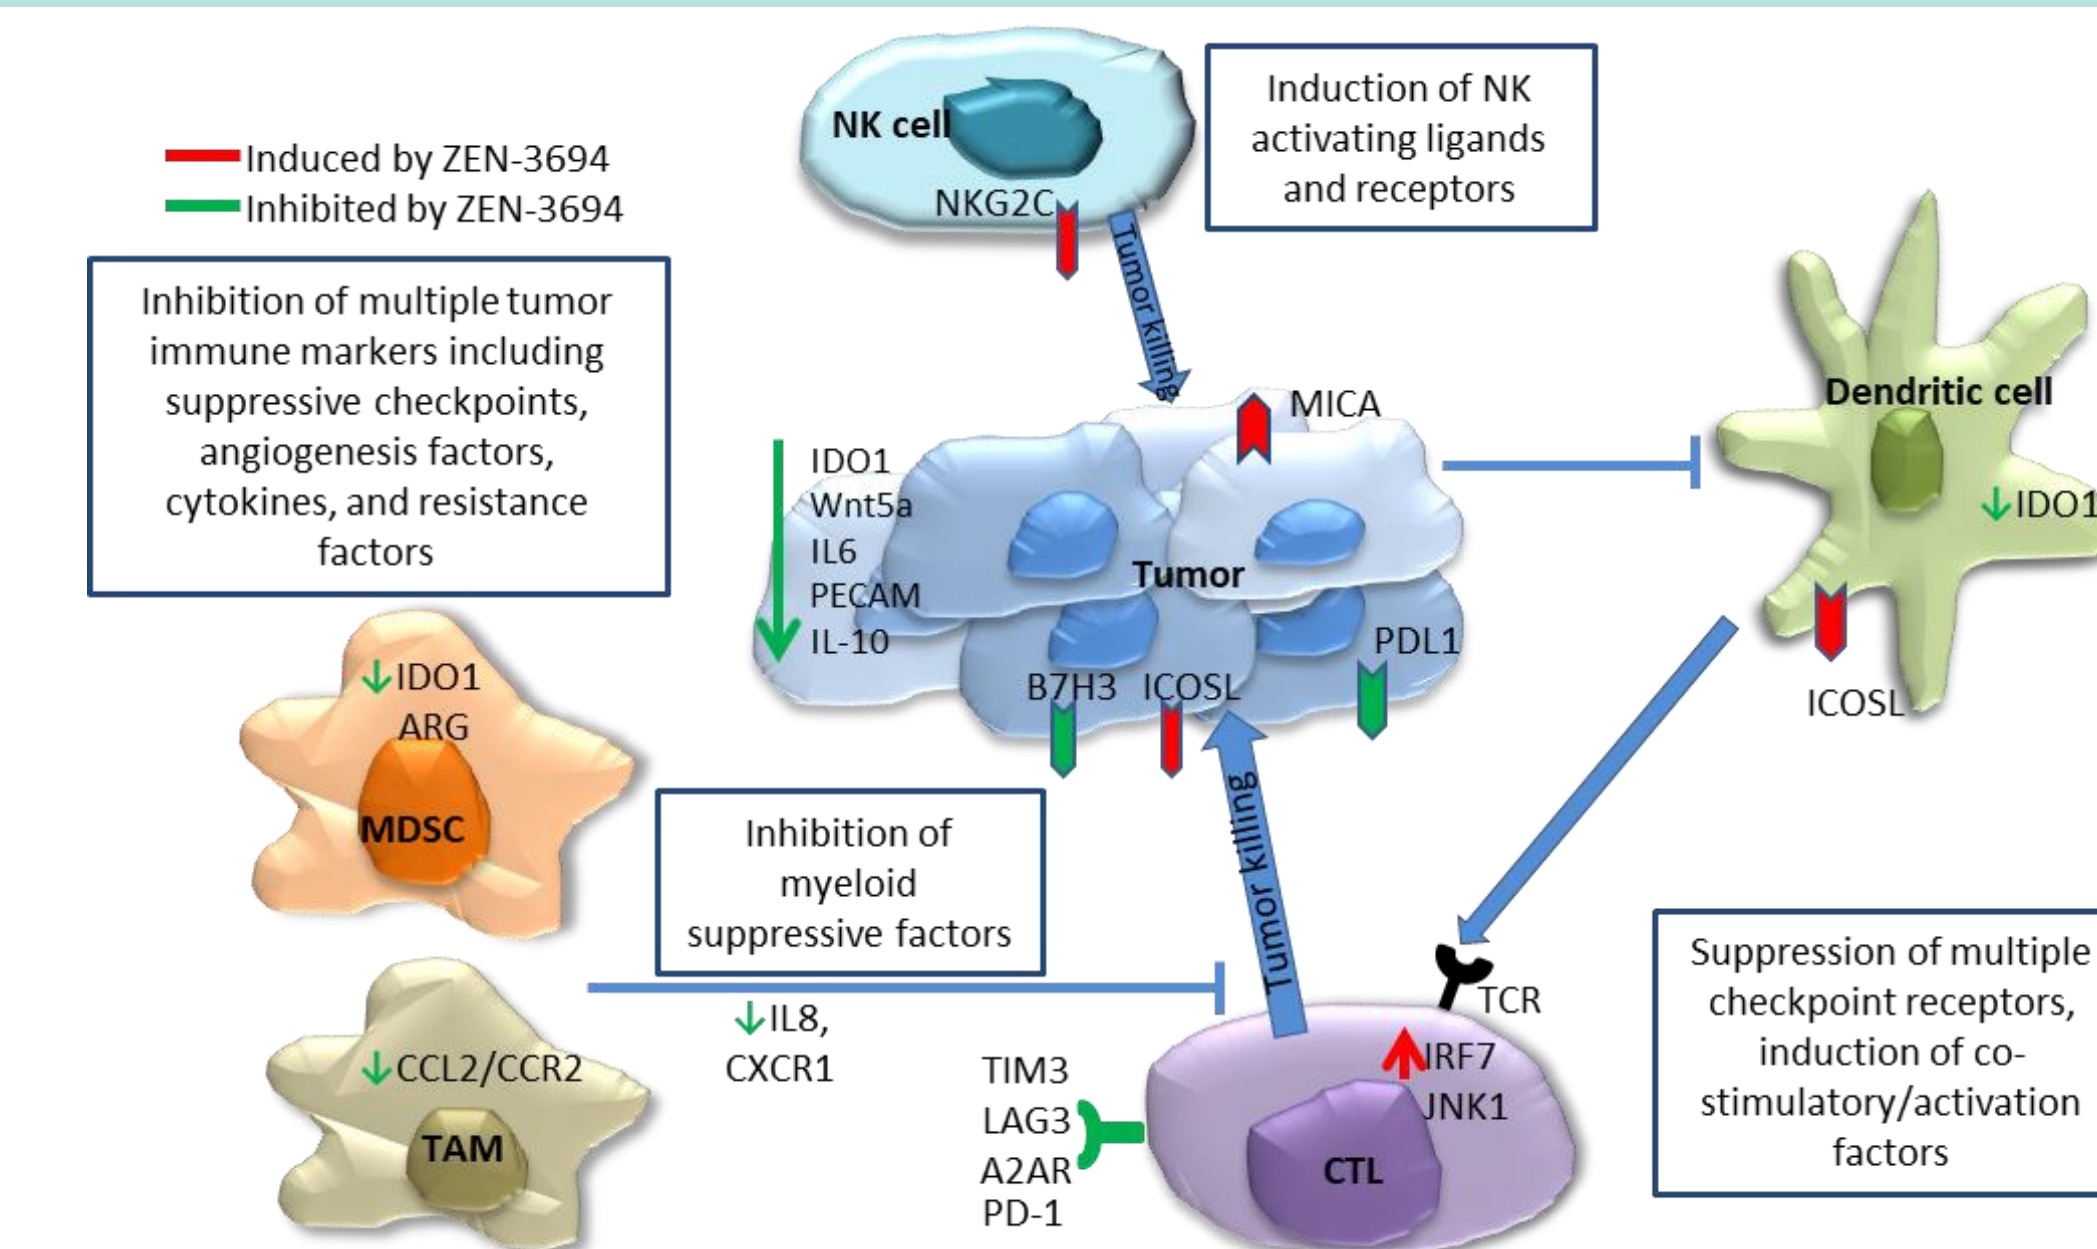 Induced by ZEN-3694
Inhibited by ZEN-3694
Inhibition of multiple tumor
immune markers including
suppressive checkpoints,
angiogenesis factors,
cytokines, and resistance
factors
NK cell
NKG2C
Induction of NK
activating ligands
and receptors
Tumor killing
MICA
IDO1
Wnt5a
IL6
PECAM
IL-10
Tumor
B7H3
ICOSL
PDL1
Dendritic cell
IDO1
ICOSL
IDO1
ARG
MDSC
Inhibition of
myeloid
suppressive factors
IL8,
CXCR1
CCL2/CCR2
TAM
Tumor killing
TCR
IRF7
JNK1
CTL
TIM3
LAG3
A2AR
PD-1
Suppression of multiple
checkpoint receptors,
induction of co-
stimulatory/activation
factors